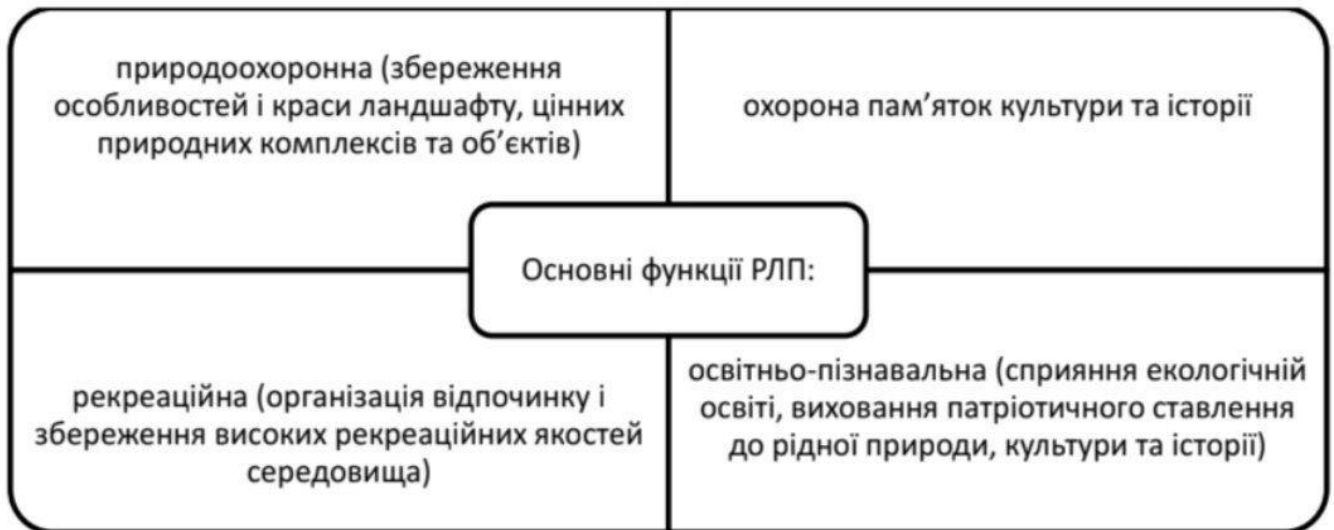 природоохоронна (збереження
особливостей і краси ландшафту, цінних
природних комплексів та об’єктів)
охорона пам’яток культури та історії
Основні функції РЛП:
рекреаційна (організація відпочинку і
збереження високих рекреаційних якостей
середовища)
освітньо-пізнавальна (сприяння екологічній
освіті, виховання патріотичного ставлення
до рідної природи, культури та історії)